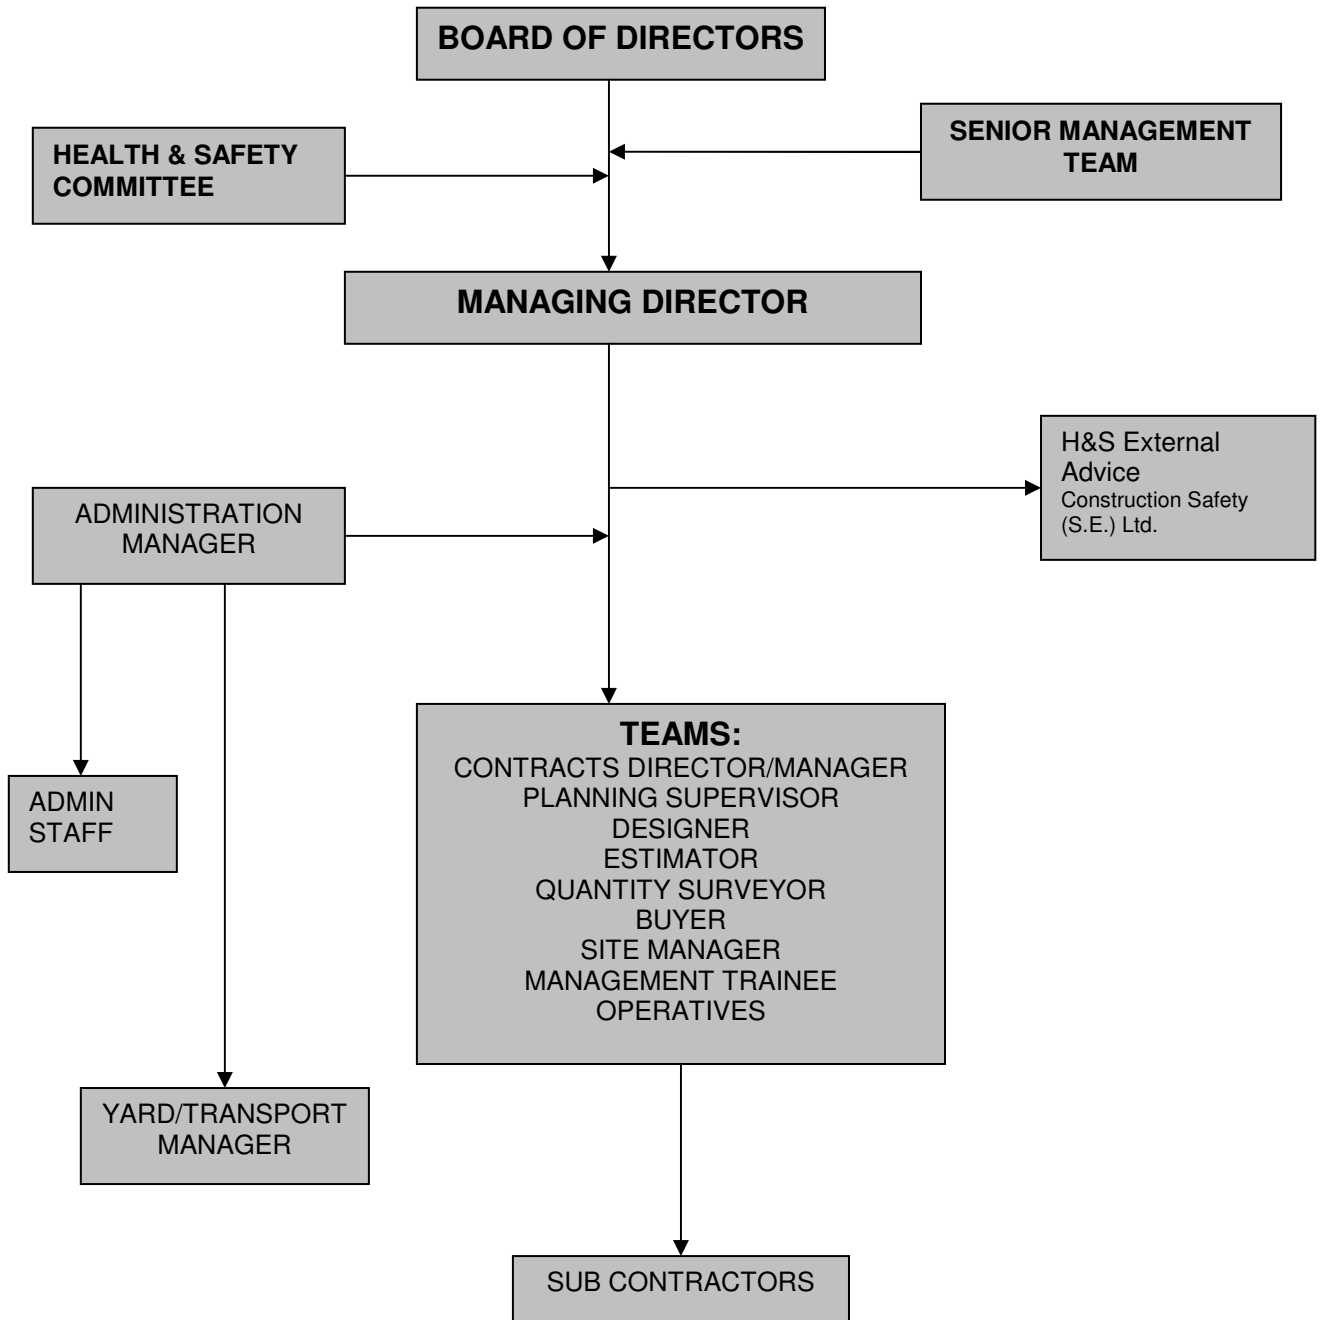 BOARD OF DIRECTORS
SENIOR MANAGEMENT
TEAM
HEALTH & SAFETY
COMMITTEE
MANAGING DIRECTOR
H&S External
Advice
Construction Safety
(S.E.) Ltd.
ADMINISTRATION
MANAGER
TEAMS:
CONTRACTS DIRECTOR/MANAGER
PLANNING SUPERVISOR
DESIGNER
ESTIMATOR
QUANTITY SURVEYOR
BUYER
SITE MANAGER
MANAGEMENT TRAINEE
OPERATIVES
ADMIN
STAFF
YARD/TRANSPORT
MANAGER
SUB CONTRACTORS